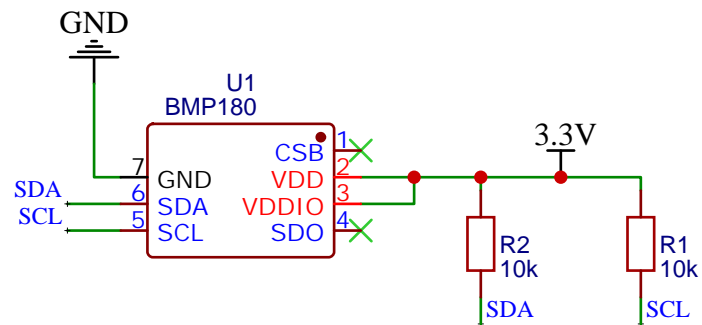 GND
U1
BMP180
1
CSB
3.3V
7
GND
VDD
2
SDA
6
SDA
VDDIO
3
SCL
5
SCL
SDO
4
R2
10k
R1
10k
SDA
SCL